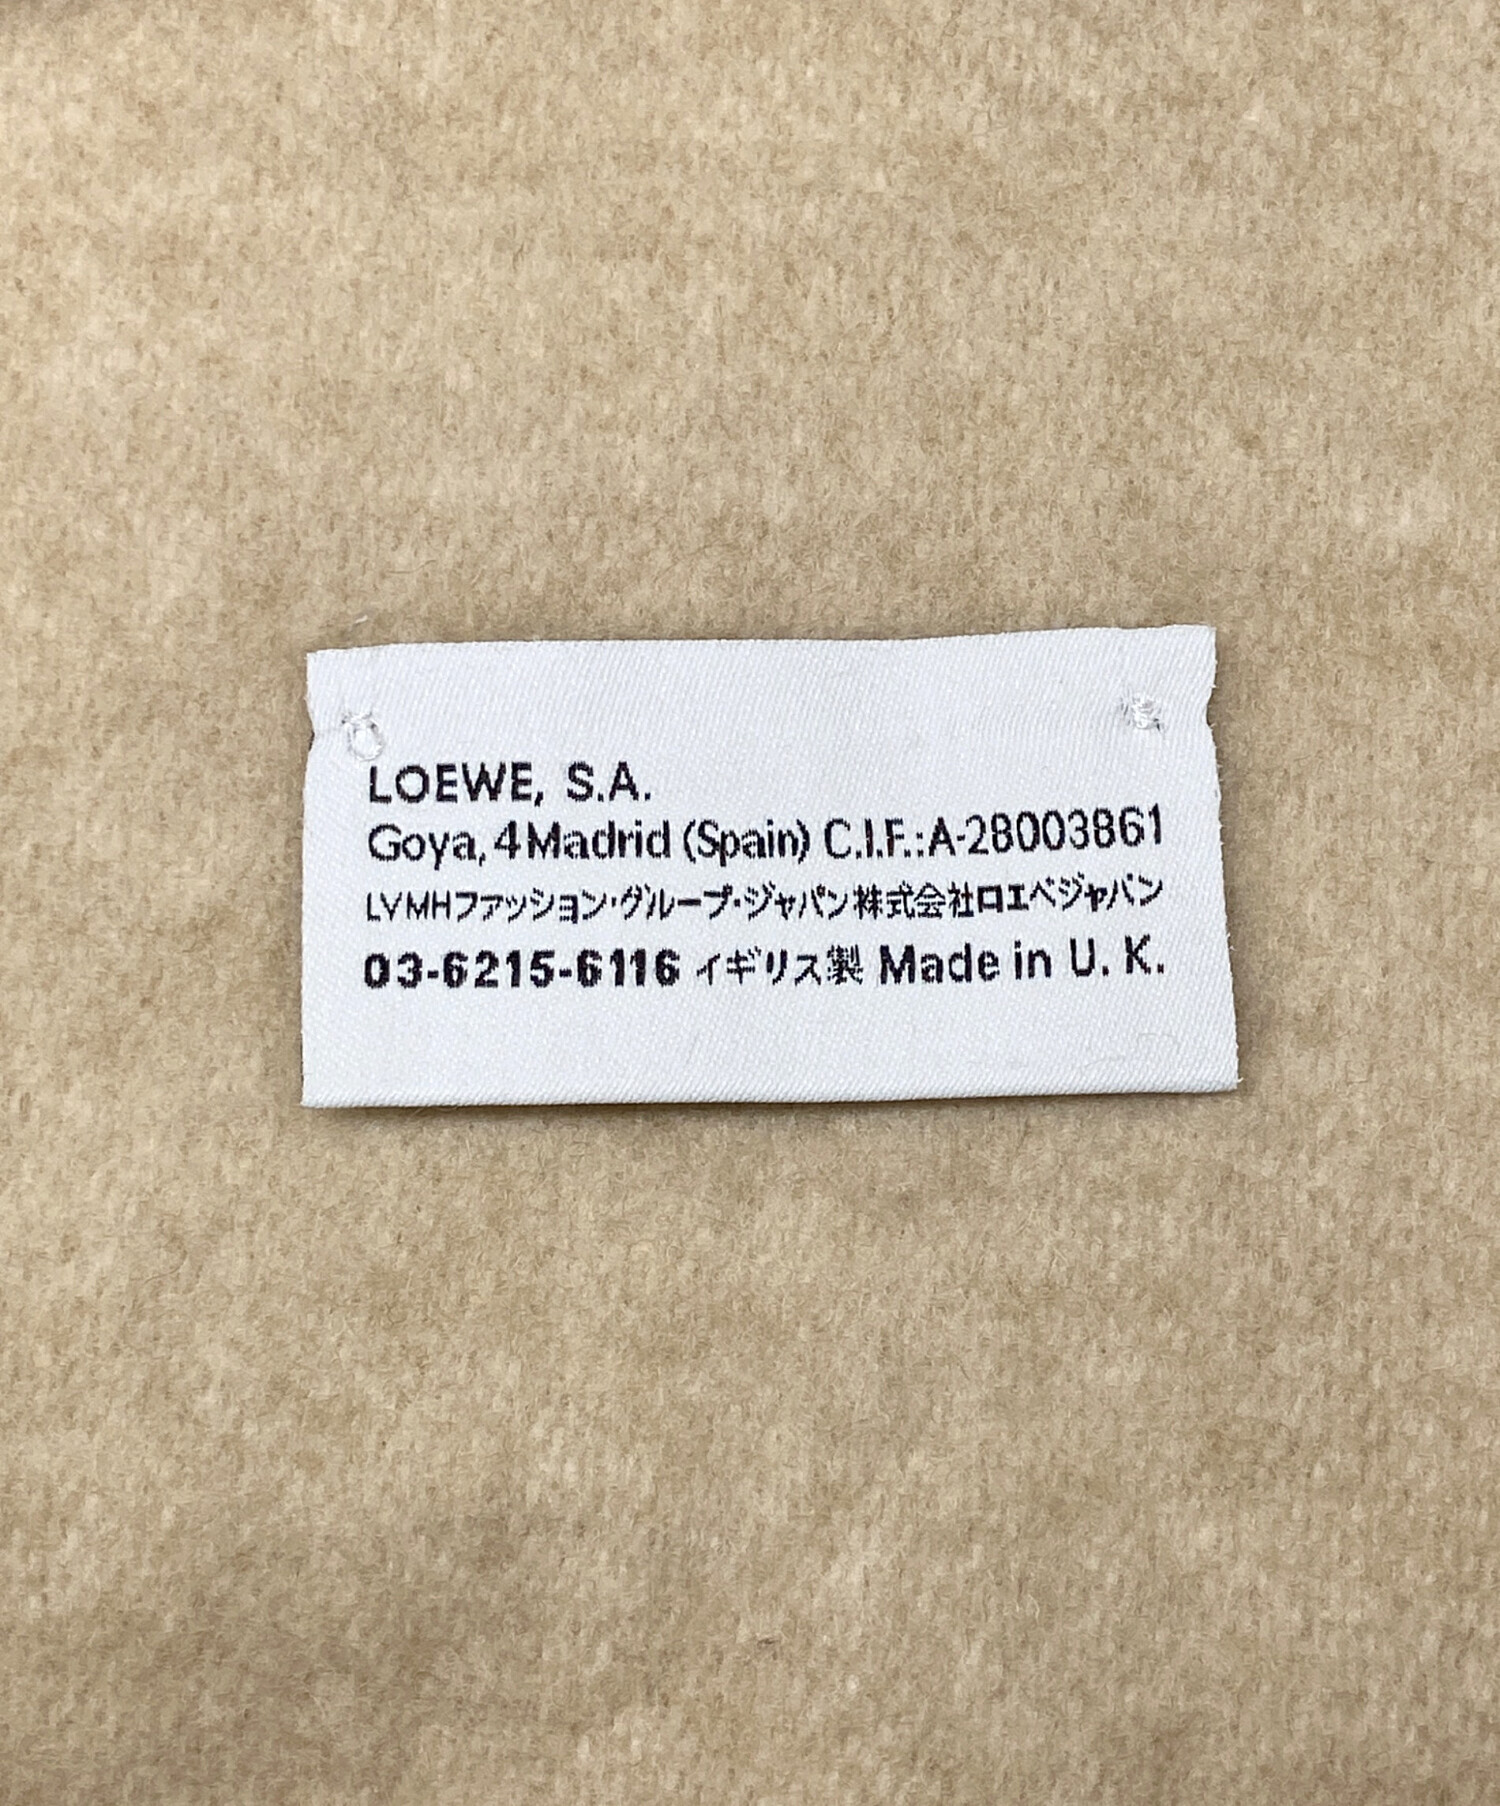 LOEWE, S.A.
Goya, 4 Madrid (Spain) C.I.F.:A-28003861
LVMHファッション・グループ・ジャパン株式会社ロエベジャパン
03-6215-6116 イギリス製 Made in U. K.